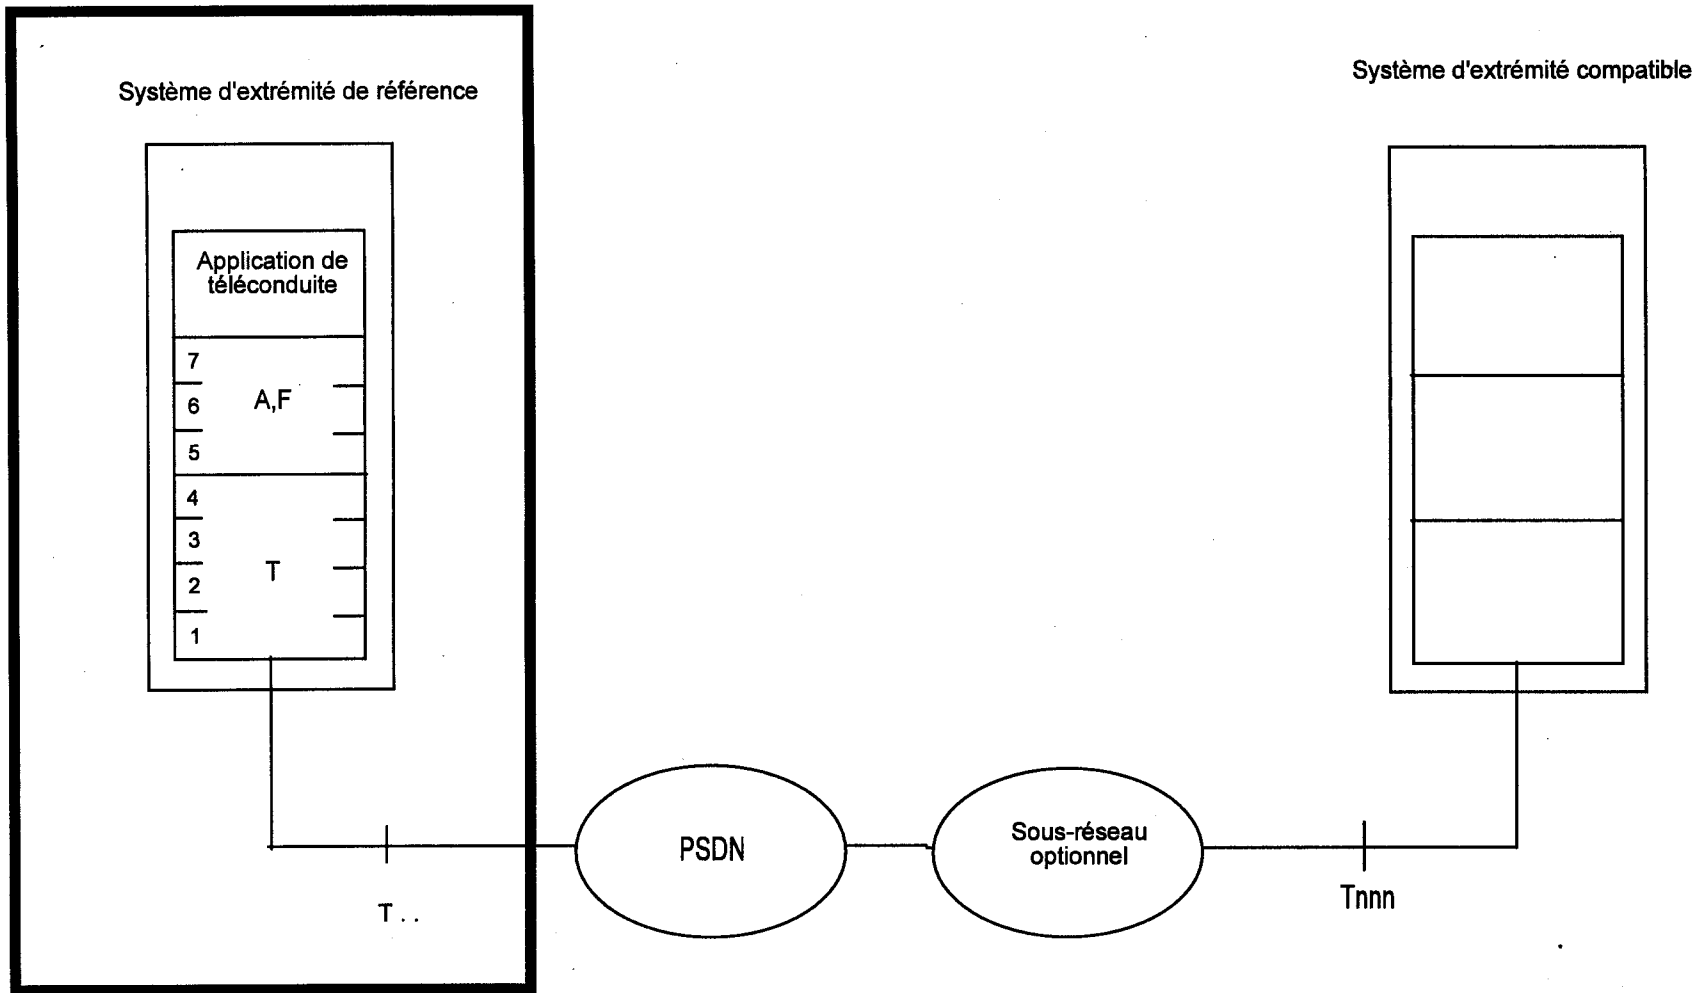 Système d'extrémité de référence
Système d'extrémité compatible
Application de
téléconduite
7
6
A,F
5
4
3
T
2
1
PSDN
Sous-réseau
optionnel
T . .
Tnnn